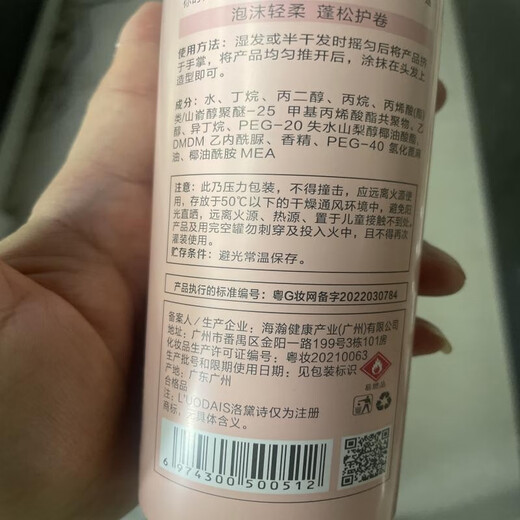 泡沫轻柔 蓬松护卷
使用方法：湿发或半干发时摇匀后将产品挤
于手掌，将产品均匀推开后，涂抹在头发上
造型即可。
成分：水、丁烷、丙二醇、丙烷、丙烯酸(酯)
类/山嵛醇聚醚-25 甲基丙烯酸酯共聚物、乙
醇、异丁烷、PEG-20 失水山梨醇椰油酸酯、
DMDM 乙内酰脲、香精、PEG-40 氢化蓖麻
油、椰油酰胺 MEA
注意：此乃压力包装，不得撞击，应远离火源使
用，存放于50℃以下的干燥通风环境中，避免阳
光直晒，远离火源、热源、置于儿童接触不到处。
产品及用完空罐勿刺穿及投入火中，且不得再次
灌装使用。
贮存条件：避光常温保存。
产品执行的标准编号：粤G妆网备字2022030784
备案人/生产企业：海瀚健康产业(广州)有限公司
地址：广州市番禺区金阳一路199号3栋101房
化妆品生产许可证编号：粤妆20210063
生产批号和限期使用日期：见包装标识
产地：广东广州
合格品
注：L'UODAIS洛黛诗仅为注册
商标，无具体含义。
易燃物品
6 974300 500512